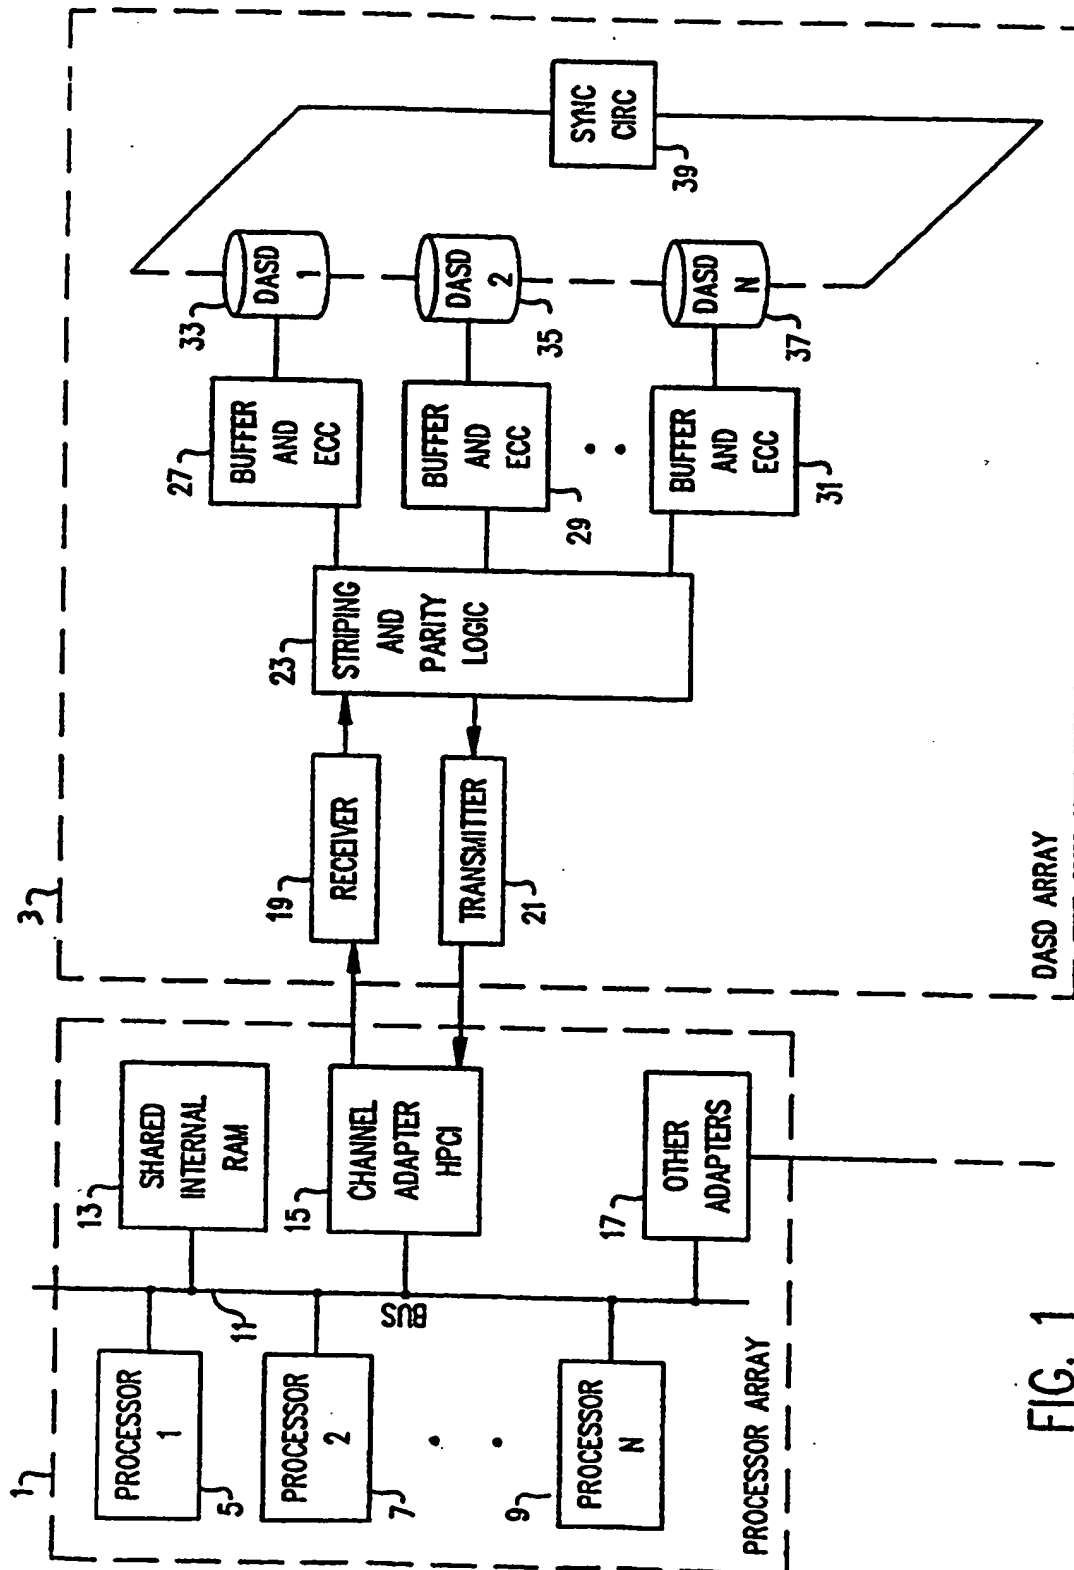 1
PROCESSOR
1
5
PROCESSOR
2
7
PROCESSOR
N
9
PROCESSOR ARRAY
11
BUS
13
SHARED
INTERNAL
RAM
15
CHANNEL
ADAPTER
HPCI
17
OTHER
ADAPTERS
3
19
RECEIVER
TRANSMITTER
21
23
STRIPING
AND
PARITY
LOGIC
27
BUFFER
AND
ECC
BUFFER
AND
ECC
29
BUFFER
AND
ECC
31
33
DASD
1
DASD
2
35
DASD
N
37
SYNC
CIRC
39
DASD ARRAY
FIG. 1